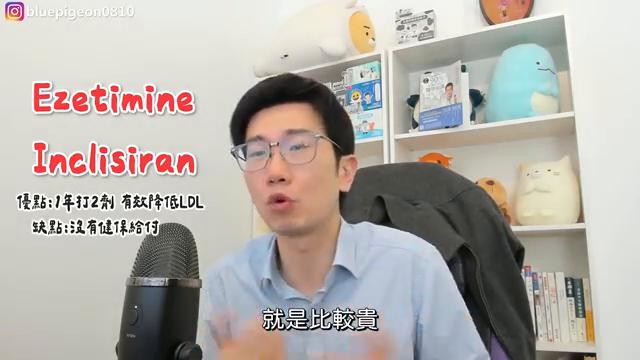 bluepigeon0810
Ezetimine
Inclisiran
優點:1年打2劑 有效降低LDL
缺點:沒有健保給付
就是比較貴